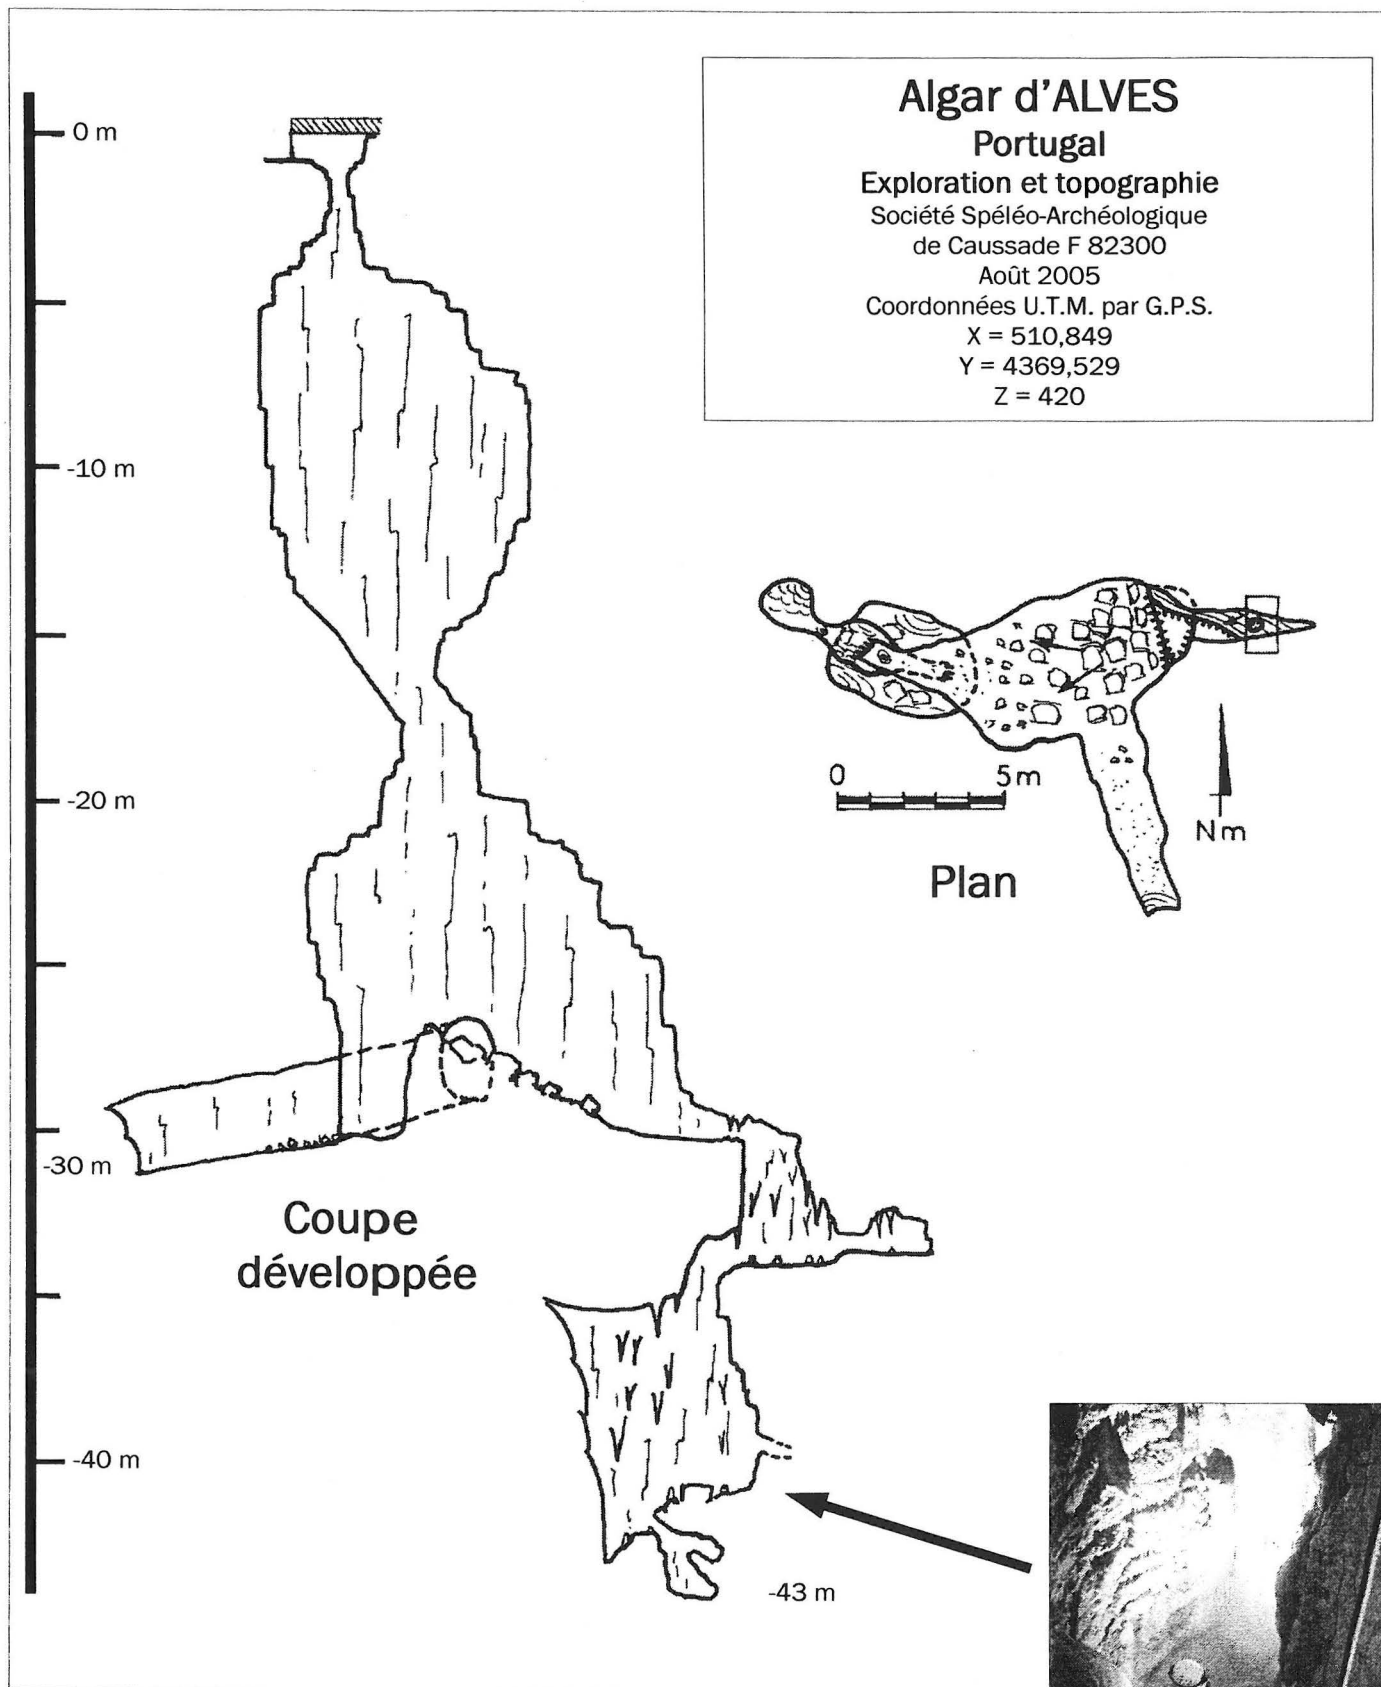 Algar d'ALVES
Portugal
Exploration et topographie
Société Spéléo-Archéologique
de Caussade F 82300
Août 2005
Coordonnées U.T.M. par G.P.S.
X = 510,849
Y = 4369,529
Z = 420
0 m
-10 m
-20 m
-30 m
-40 m
0 5m
Nm
Plan
Coupe
développée
-43 m